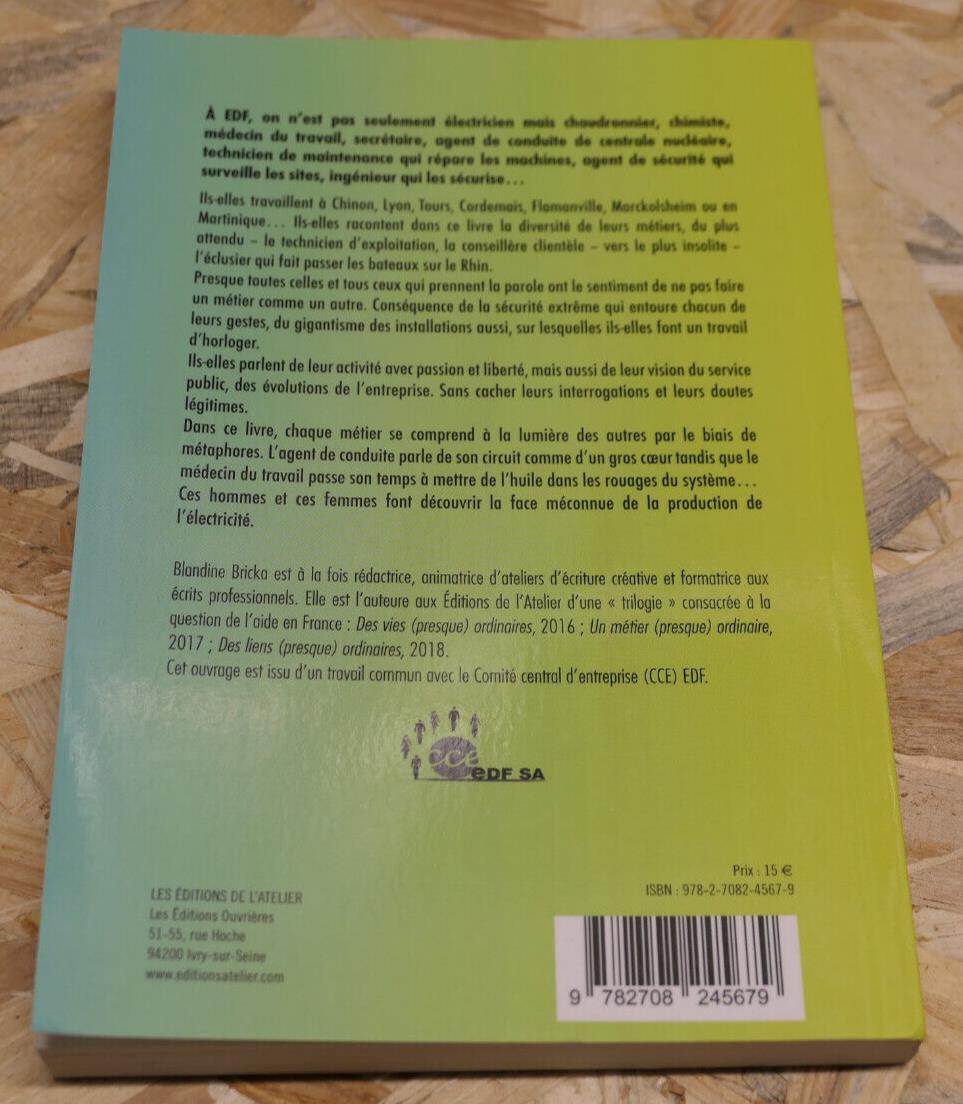 À EDF, on n'est pas seulement électricien mais chaudronnier, chimiste,
médecin du travail, secrétaire, agent de conduite de centrale nucléaire,
technicien de maintenance qui répare les machines, agent de sécurité qui
surveille les sites, ingénieur qui les sécurise...
Ils-elles travaillent à Chinon, Lyon, Tours, Cordemais, Flamanville, Marckolsheim ou en
Martinique... Ils-elles racontent dans ce livre la diversité de leurs métiers, du plus
attendu – le technicien d'exploitation, la conseillère clientèle – vers le plus insolite –
l'éclusier qui fait passer les bateaux sur le Rhin.
Presque toutes celles et tous ceux qui prennent la parole ont le sentiment de ne pas faire
un métier comme un autre. Conséquence de la sécurité extrême qui entoure chacun de
leurs gestes, du gigantisme des installations aussi, sur lesquelles ils-elles font un travail
d'horloger.
Ils-elles parlent de leur activité avec passion et liberté, mais aussi de leur vision du service
public, des évolutions de l'entreprise. Sans cacher leurs interrogations et leurs doutes
légitimes.
Dans ce livre, chaque métier se comprend à la lumière des autres par le biais de
métaphores. L'agent de conduite parle de son circuit comme d'un gros cœur tandis que le
médecin du travail passe son temps à mettre de l'huile dans les rouages du système...
Ces hommes et ces femmes font découvrir la face méconnue de la production de
l'électricité.
Blandine Bricka est à la fois rédactrice, animatrice d'ateliers d'écriture créative et formatrice aux
écrits professionnels. Elle est l'auteure aux Éditions de l'Atelier d'une « trilogie » consacrée à la
question de l'aide en France : Des vies (presque) ordinaires, 2016 ; Un métier (presque) ordinaire,
2017 ; Des liens (presque) ordinaires, 2018.
Cet ouvrage est issu d'un travail commun avec le Comité central d'entreprise (CCE) EDF.
cce
eDF SA
Prix : 15 €
ISBN : 978-2-7082-4567-9
LES ÉDITIONS DE L'ATELIER
Les Éditions Ouvrières
51-55, rue Hoche
94200 Ivry-sur-Seine
www.editionsatelier.com
9 782708 245679